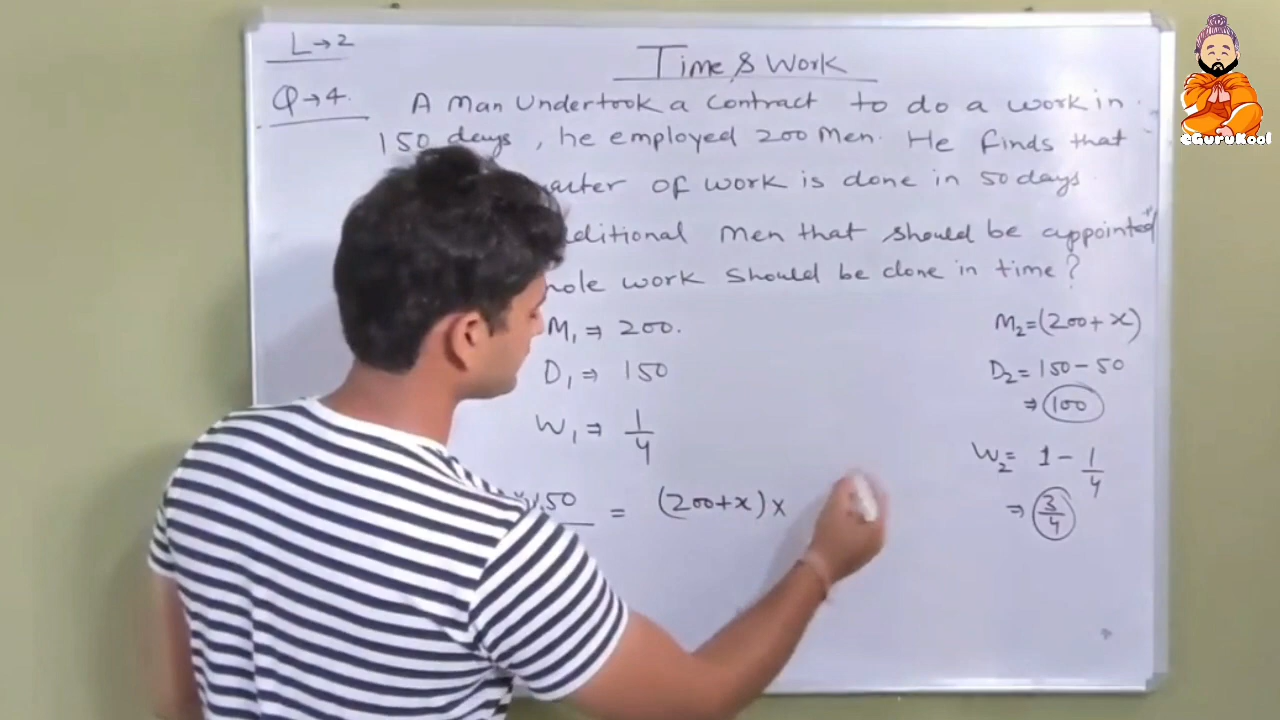 L→2
Time & Work
Q→4. A Man Undertook a Contract to do a work in
150 days, he employed 200 Men. He finds that
of work is done in 50 days.
Men that should be appointed
work should be done in time?
M₁ ⇒ 200.
M₂=(200+x)
D₁ ⇒ 150
D₂=150-50
⇒ 100
W₁ ⇒ 1/4
W₂= 1 - 1/4
⇒ 3/4
= (200+x)x
eGuruKool